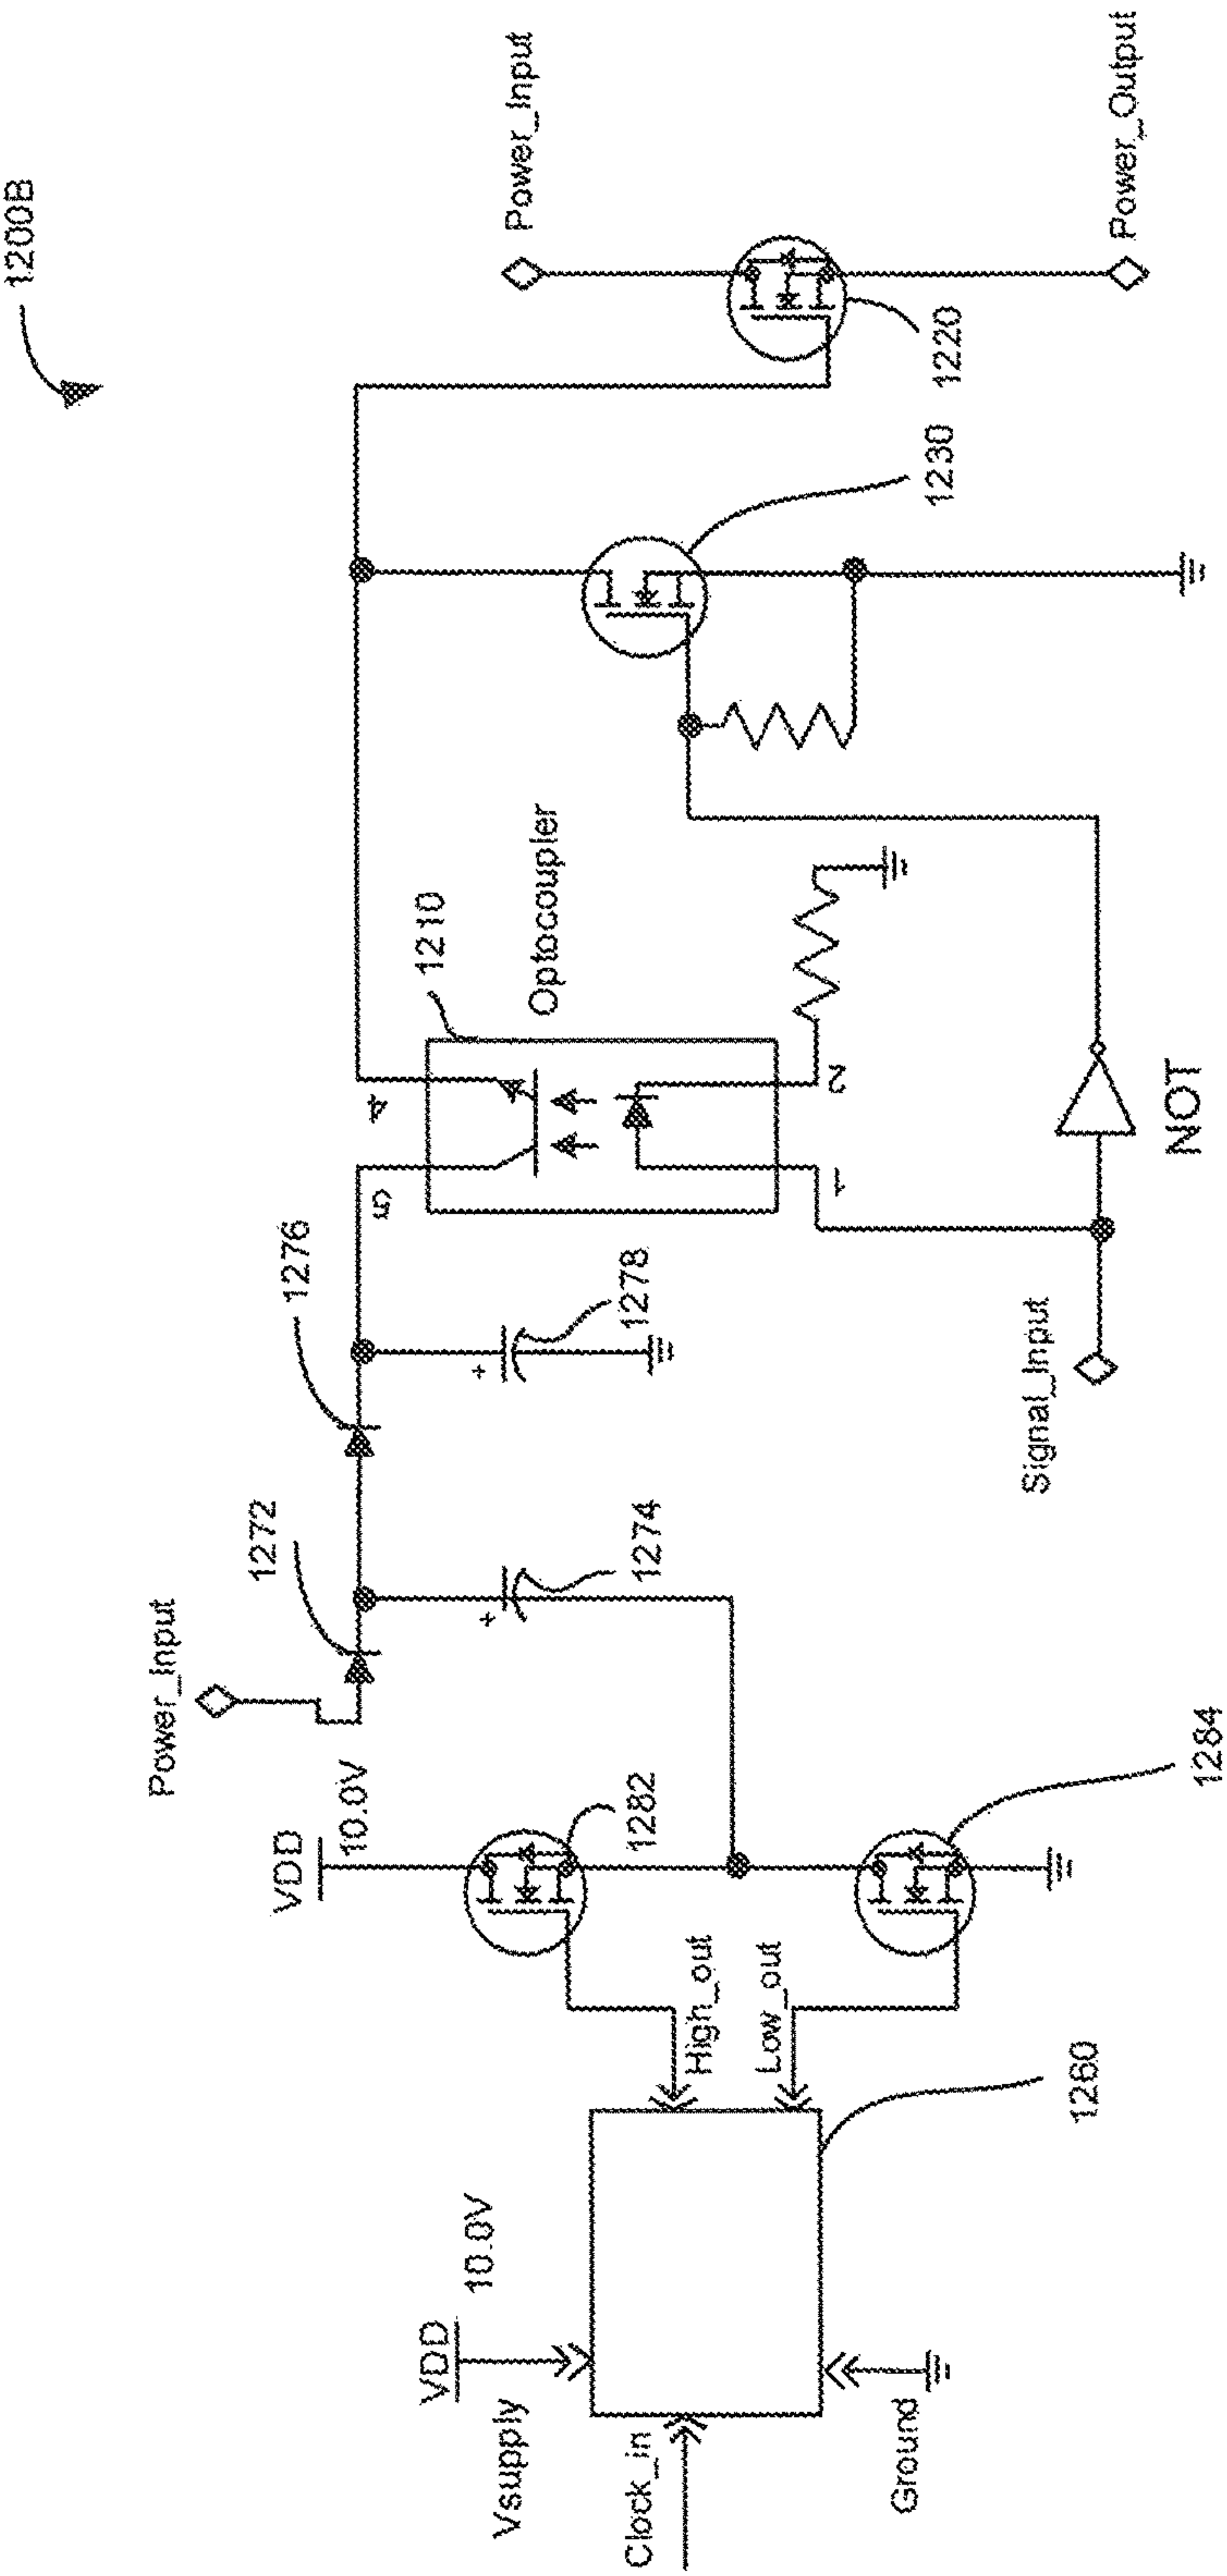 1200B
Power_Input
Power_Output
1220
1230
Optocoupler
1210
4
5
2
1
NOT
Signal_Input
1276
1278
+
1272
1274
+
Power_Input
VDD
10.0V
1282
1284
High_out
Low_out
1260
VDD
10.0V
Vsupply
Clock_in
Ground